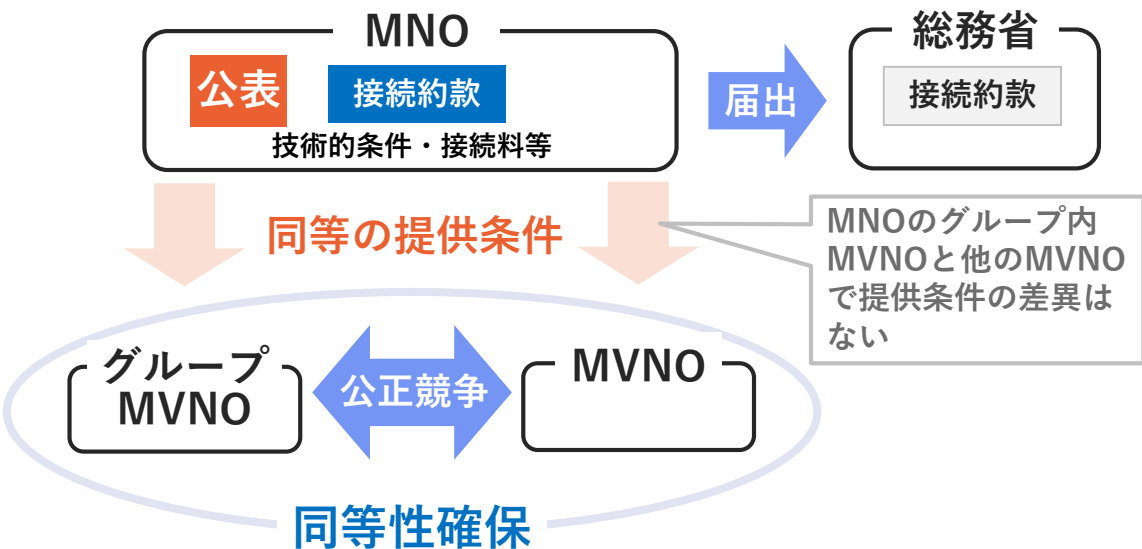 MNO
公表
接続約款
技術的条件・接続料等
届出
総務省
接続約款
同等の提供条件
MNOのグループ内
MVNOと他のMVNO
で提供条件の差異は
ない
グループ
MVNO
公正競争
MVNO
同等性確保